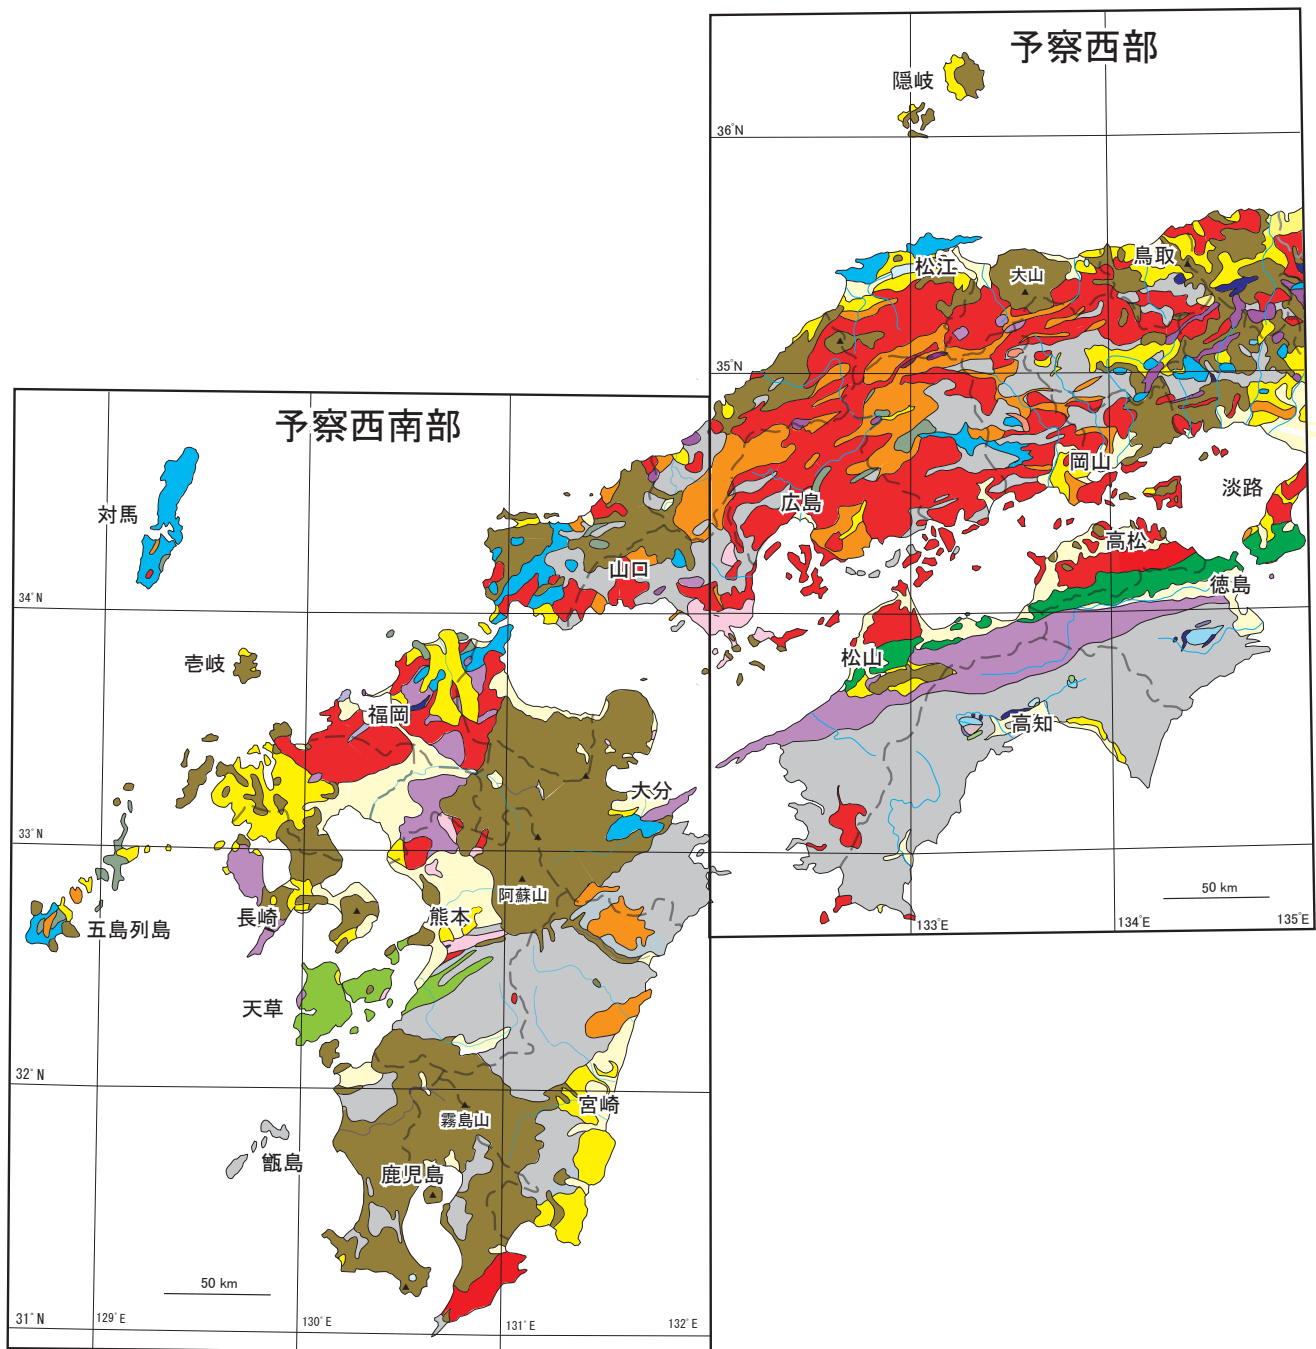 予察西部
隠岐
36°N
松江
大山
鳥取
35°N
岡山
広島
淡路
高松
徳島
松山
高知
50 km
133°E
134°E
135°E
予察西南部
対馬
山口
34°N
壱岐
福岡
大分
33°N
阿蘇山
長崎
熊本
五島列島
天草
32°N
宮崎
霧島山
甑島
鹿児島
50 km
31°N
129°E
130°E
131°E
132°E